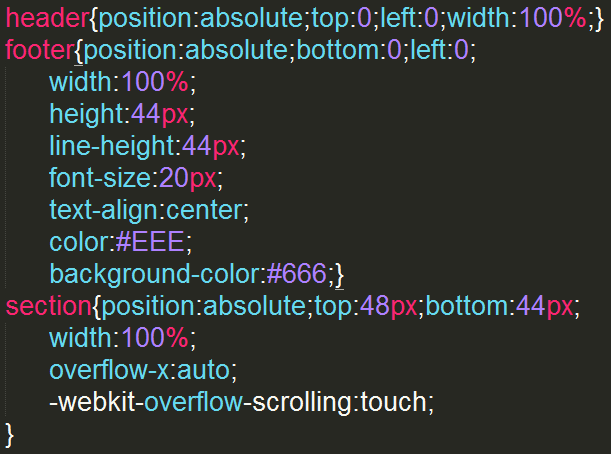 header{position:absolute;top:0;left:0;width:100%;}
footer{position:absolute;bottom:0;left:0;
width:100%;
height:44px;
line-height:44px;
font-size:20px;
text-align:center;
color:#EEE;
background-color:#666;}
section{position:absolute;top:48px;bottom:44px;
width:100%;
overflow-x:auto;
-webkit-overflow-scrolling:touch;
}